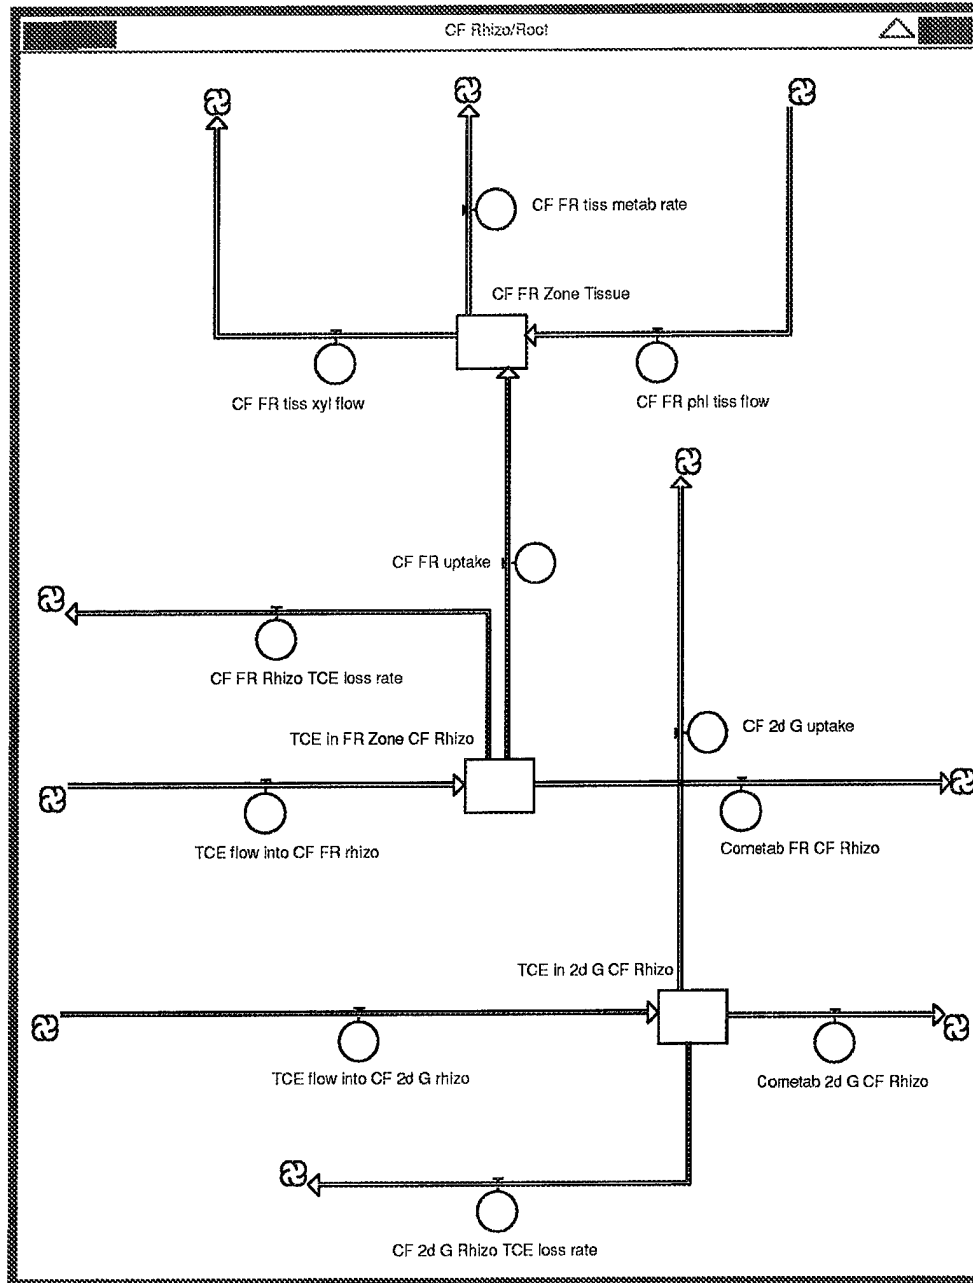 CF Rhizo/Root
CF FR tiss metab rate
CF FR Zone Tissue
CF FR tiss xyl flow
CF FR phl tiss flow
CF FR uptake
CF FR Rhizo TCE loss rate
CF 2d G uptake
TCE in FR Zone CF Rhizo
TCE flow into CF FR rhizo
Cometab FR CF Rhizo
TCE in 2d G CF Rhizo
TCE flow into CF 2d G rhizo
Cometab 2d G CF Rhizo
CF 2d G Rhizo TCE loss rate